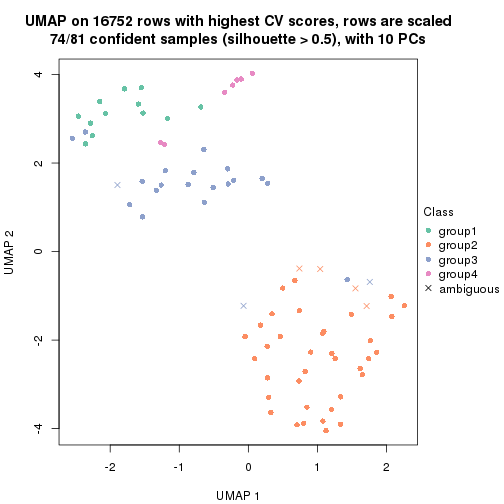 UMAP on 16752 rows with highest CV scores, rows are scaled
74/81 confident samples (silhouette > 0.5), with 10 PCs
4
2
0
-2
-4
UMAP 2
-2
-1
0
1
2
UMAP 1
Class
group1
group2
group3
group4
ambiguous